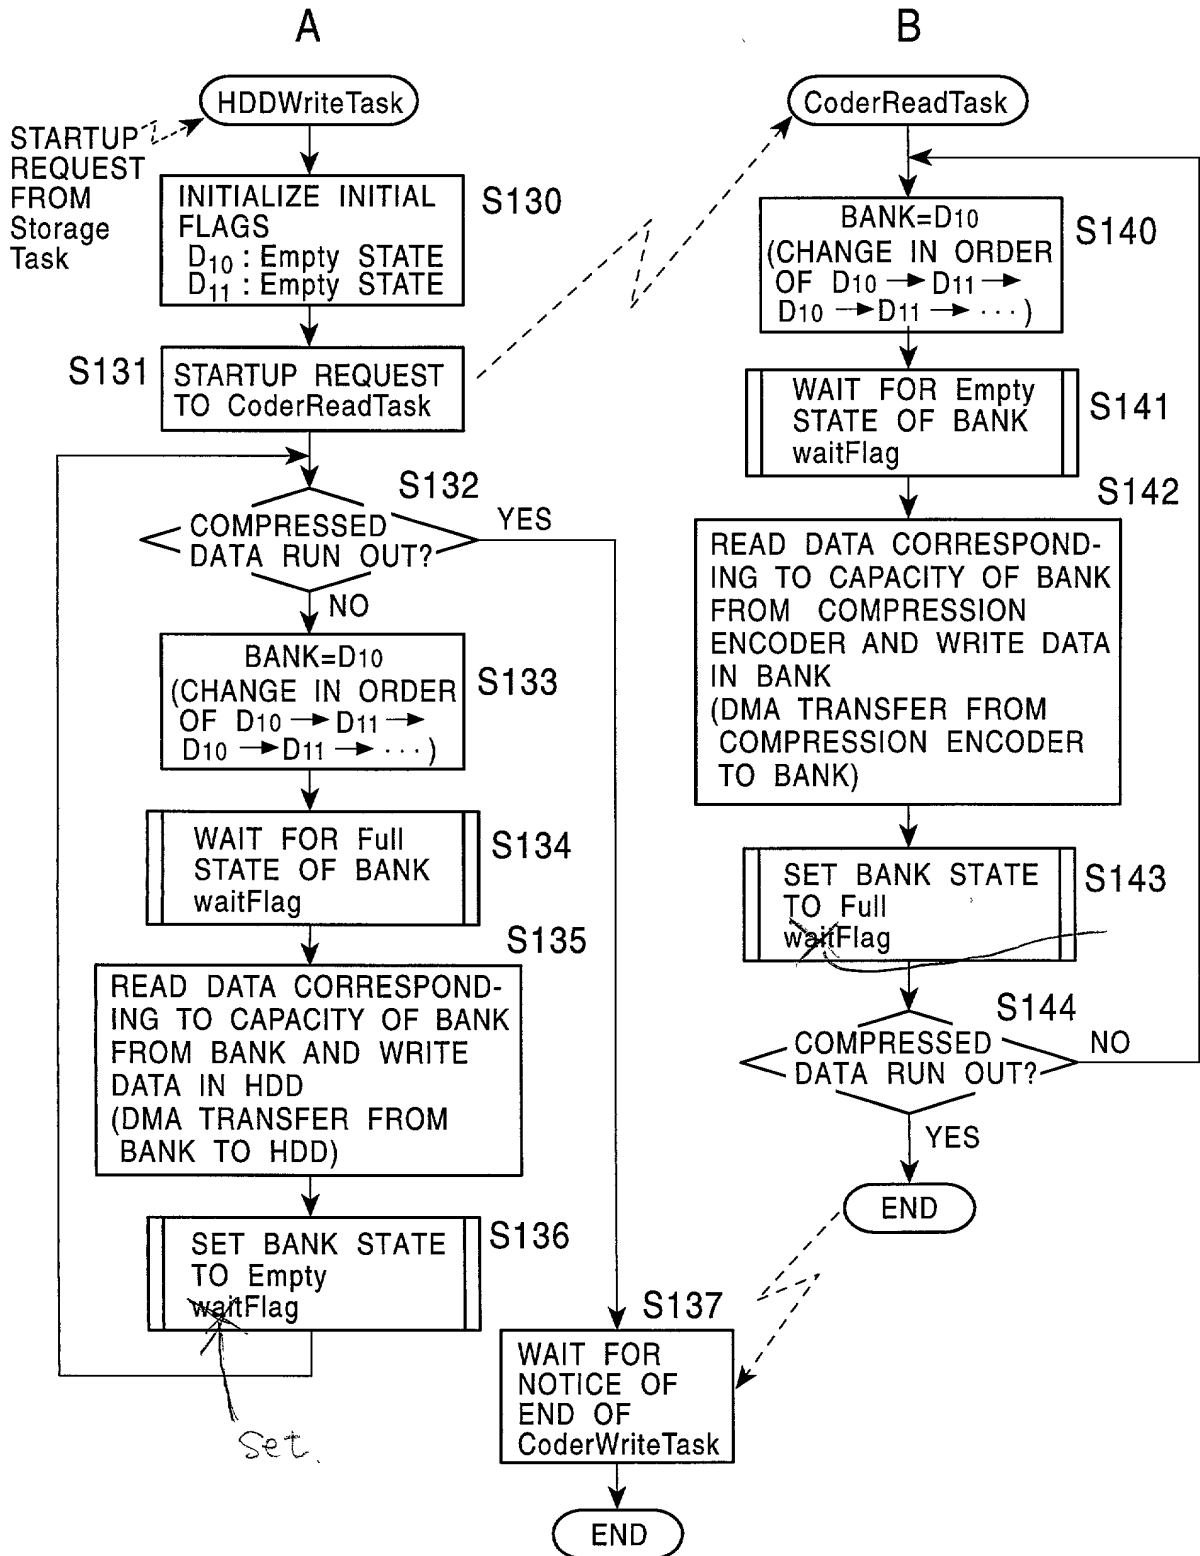 A
HDDWriteTask
STARTUP
REQUEST
FROM
Storage
Task
INITIALIZE INITIAL
FLAGS
D10 : Empty STATE
D11 : Empty STATE
S130
S131
STARTUP REQUEST
TO CoderReadTask
S132
COMPRESSED
DATA RUN OUT?
YES
NO
BANK=D10
(CHANGE IN ORDER
OF D10 → D11 →
D10 → D11 → ···)
S133
WAIT FOR Full
STATE OF BANK
waitFlag
S134
S135
READ DATA CORRESPOND-
ING TO CAPACITY OF BANK
FROM BANK AND WRITE
DATA IN HDD
(DMA TRANSFER FROM
BANK TO HDD)
SET BANK STATE
TO Empty
waitFlag
S136
Set.
S137
WAIT FOR
NOTICE OF
END OF
CoderWriteTask
END
B
CoderReadTask
BANK=D10
(CHANGE IN ORDER
OF D10 → D11 →
D10 → D11 → ···)
S140
WAIT FOR Empty
STATE OF BANK
waitFlag
S141
S142
READ DATA CORRESPOND-
ING TO CAPACITY OF BANK
FROM COMPRESSION
ENCODER AND WRITE DATA
IN BANK
(DMA TRANSFER FROM
COMPRESSION ENCODER
TO BANK)
SET BANK STATE
TO Full
waitFlag
S143
S144
COMPRESSED
DATA RUN OUT?
NO
YES
END